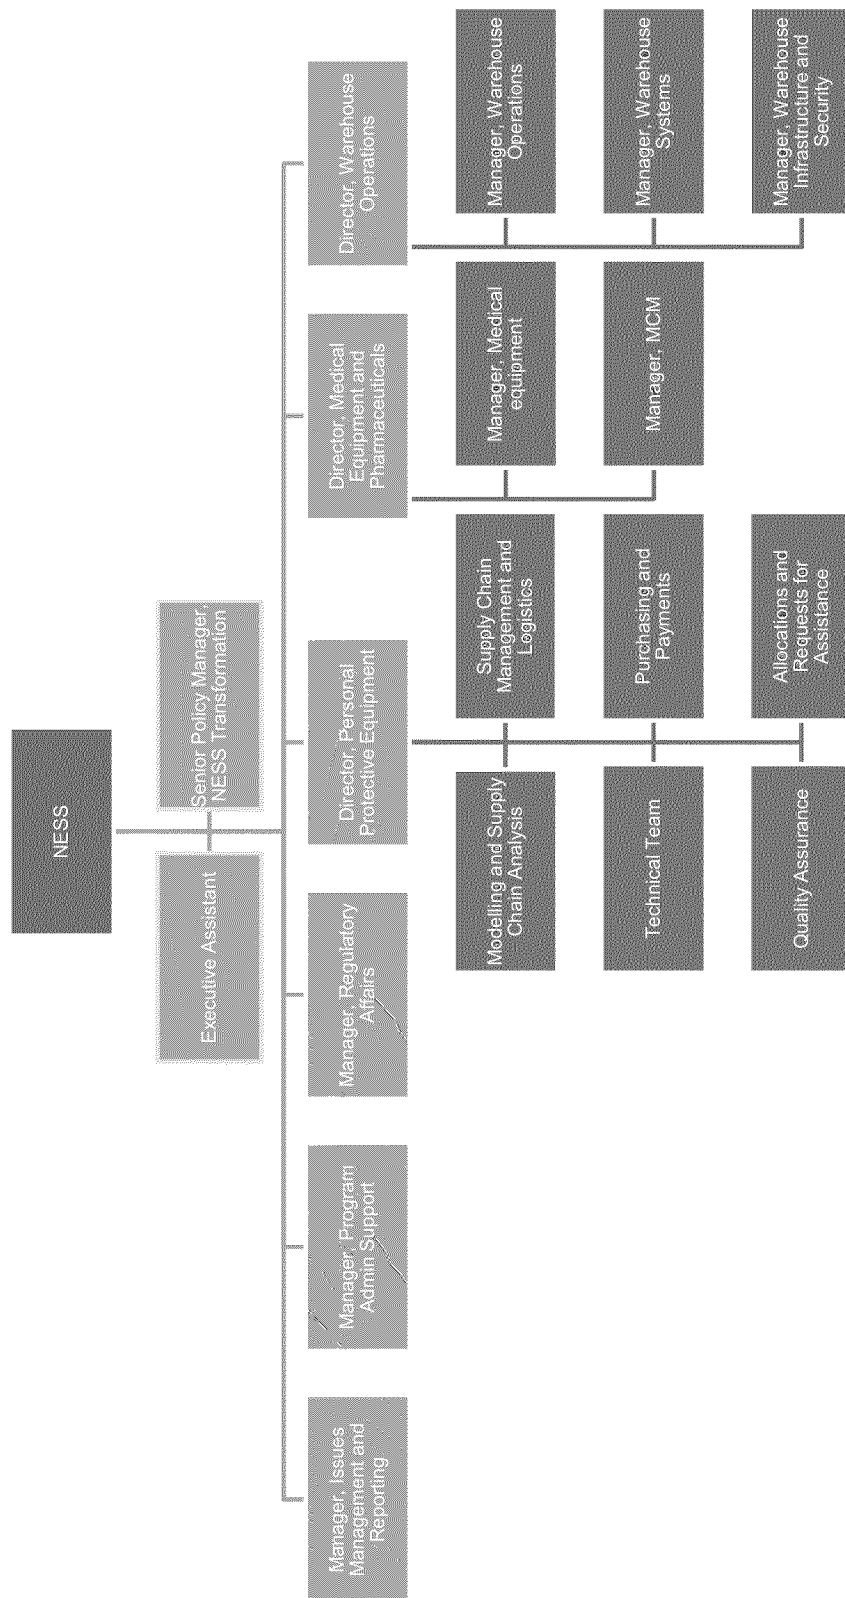 NESS
Executive Assistant
Senior Policy Manager,
NESS Transformation
Manager, Issues
Management and
Reporting
Manager, Program
Admin Support
Manager, Regulatory
Affairs
Director, Personal
Protective Equipment
Director, Medical
Equipment and
Pharmaceuticals
Director, Warehouse
Operations
Modelling and Supply
Chain Analysis
Supply Chain
Management and
Logistics
Technical Team
Purchasing and
Payments
Quality Assurance
Allocations and
Requests for
Assistance
Manager, Medical
equipment
Manager, MCM
Manager, Warehouse
Operations
Manager, Warehouse
Systems
Manager, Warehouse
Infrastructure and
Security